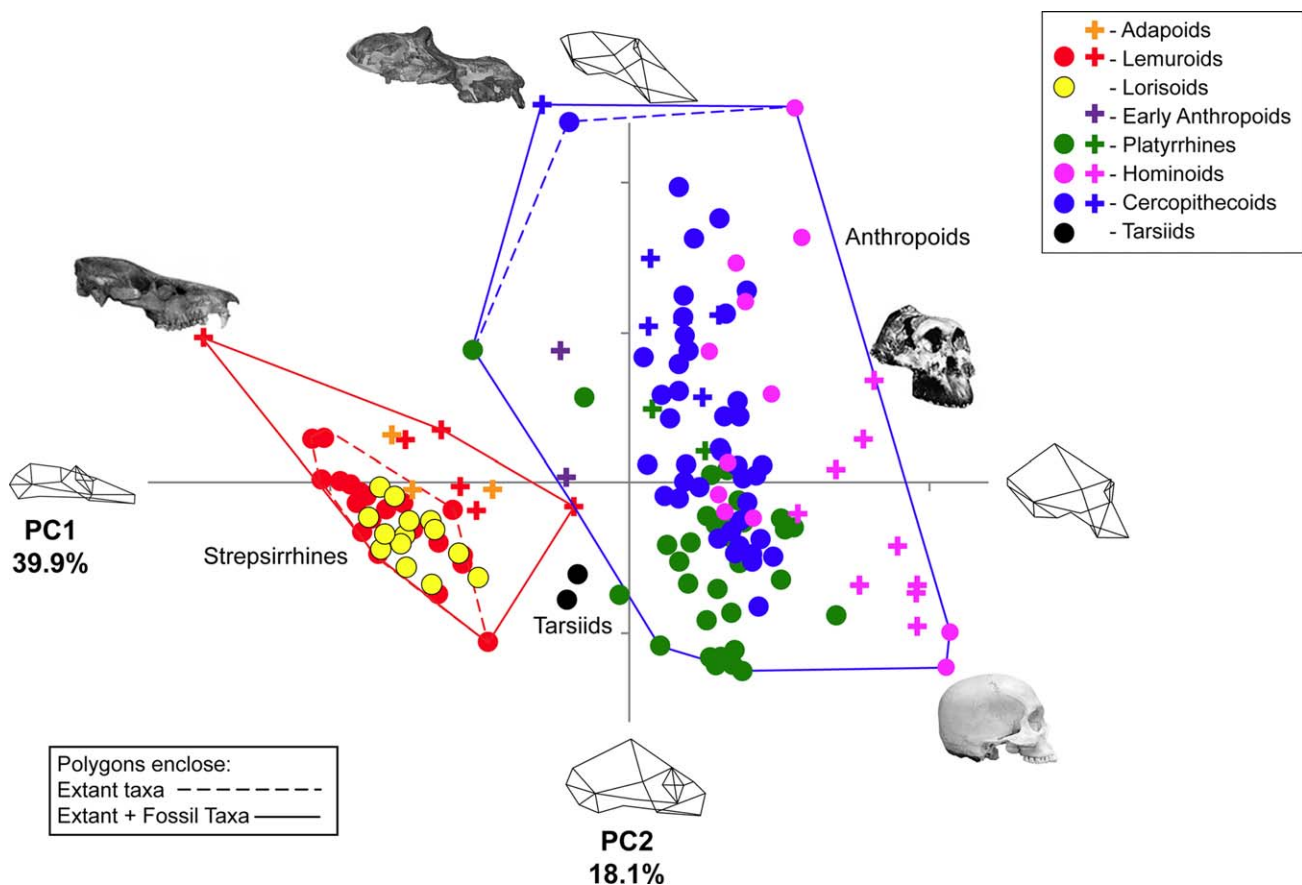 - Adapoids
- Lemuroids
- Lorisoids
- Early Anthropoids
- Platyrrhines
- Hominoids
- Cercopithecoids
- Tarsiids
Anthropoids
PC1
39.9%
Strepsirrhines
Tarsiids
Polygons enclose:
Extant taxa
Extant + Fossil Taxa
PC2
18.1%